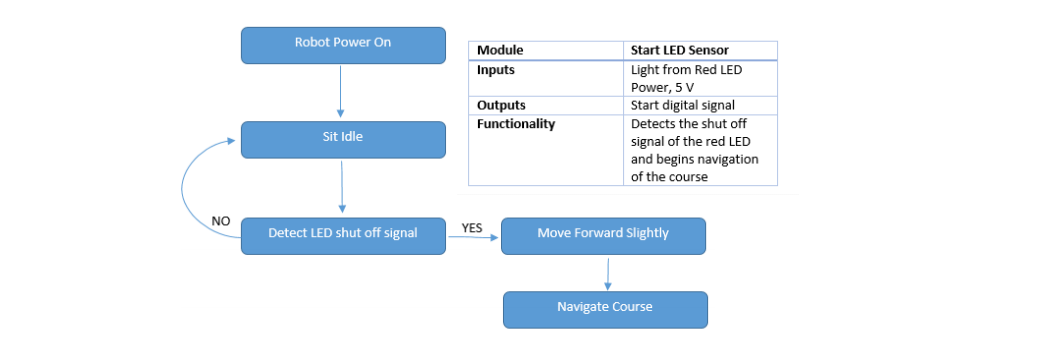 Robot Power On
Module Start LED Sensor
Inputs Light from Red LED
Power, 5 V
Outputs Start digital signal
Functionality Detects the shut off
signal of the red LED
and begins navigation
of the course
Sit Idle
NO
Detect LED shut off signal
YES
Move Forward Slightly
Navigate Course